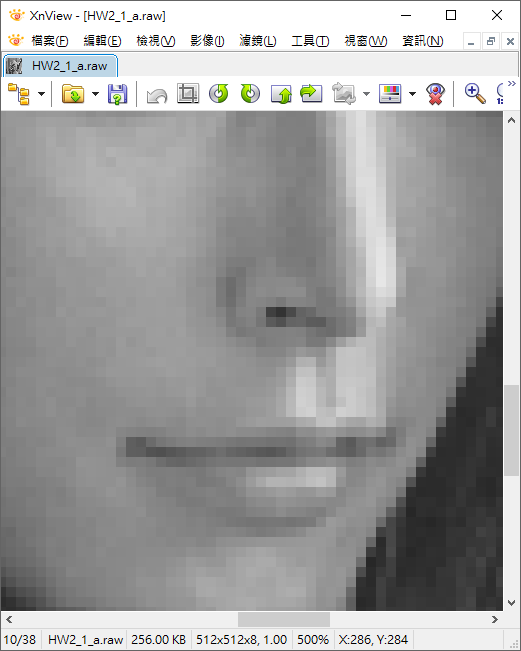 XnView - [HW2_1_a.raw]
檔案(F) 編輯(E) 檢視(V) 影像(I) 濾鏡(L) 工具(T) 視窗(W) 資訊(N)
HW2_1_a.raw
10/38 HW2_1_a.raw 256.00 KB 512x512x8, 1.00 500% X:286, Y:284